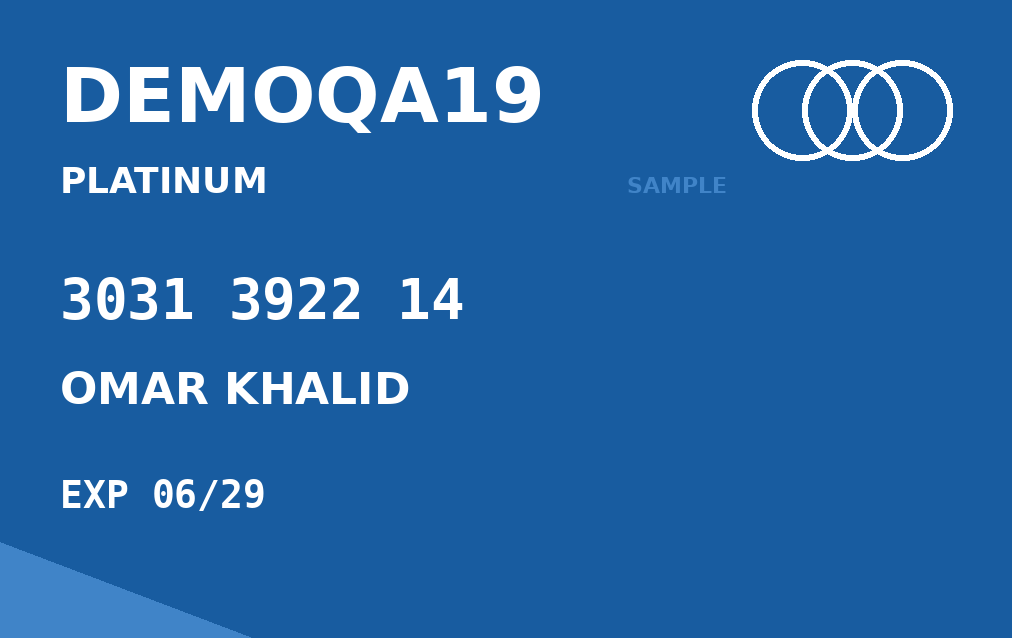 DEMOQA19
PLATINUM
SAMPLE
3031 3922 14
OMAR KHALID
EXP 06/29